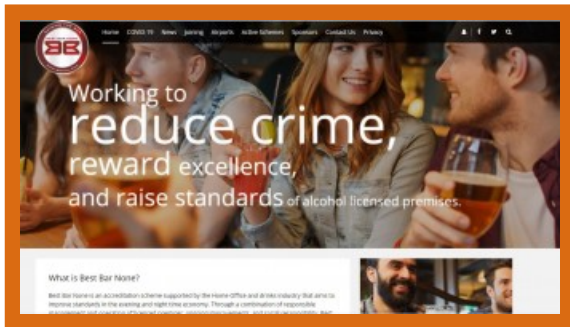 BB
Home COVID 19 News Joining Airports Active Schemes Sponsors Contact Us Privacy
Working to
reduce crime,
reward excellence,
and raise standards of alcohol licensed premises.
What is Best Bar None?
Best Bar None is an accreditation scheme supported by the Home Office and drinks industry that aims to
improve standards in the evening and night time economy. Through a combination of responsible